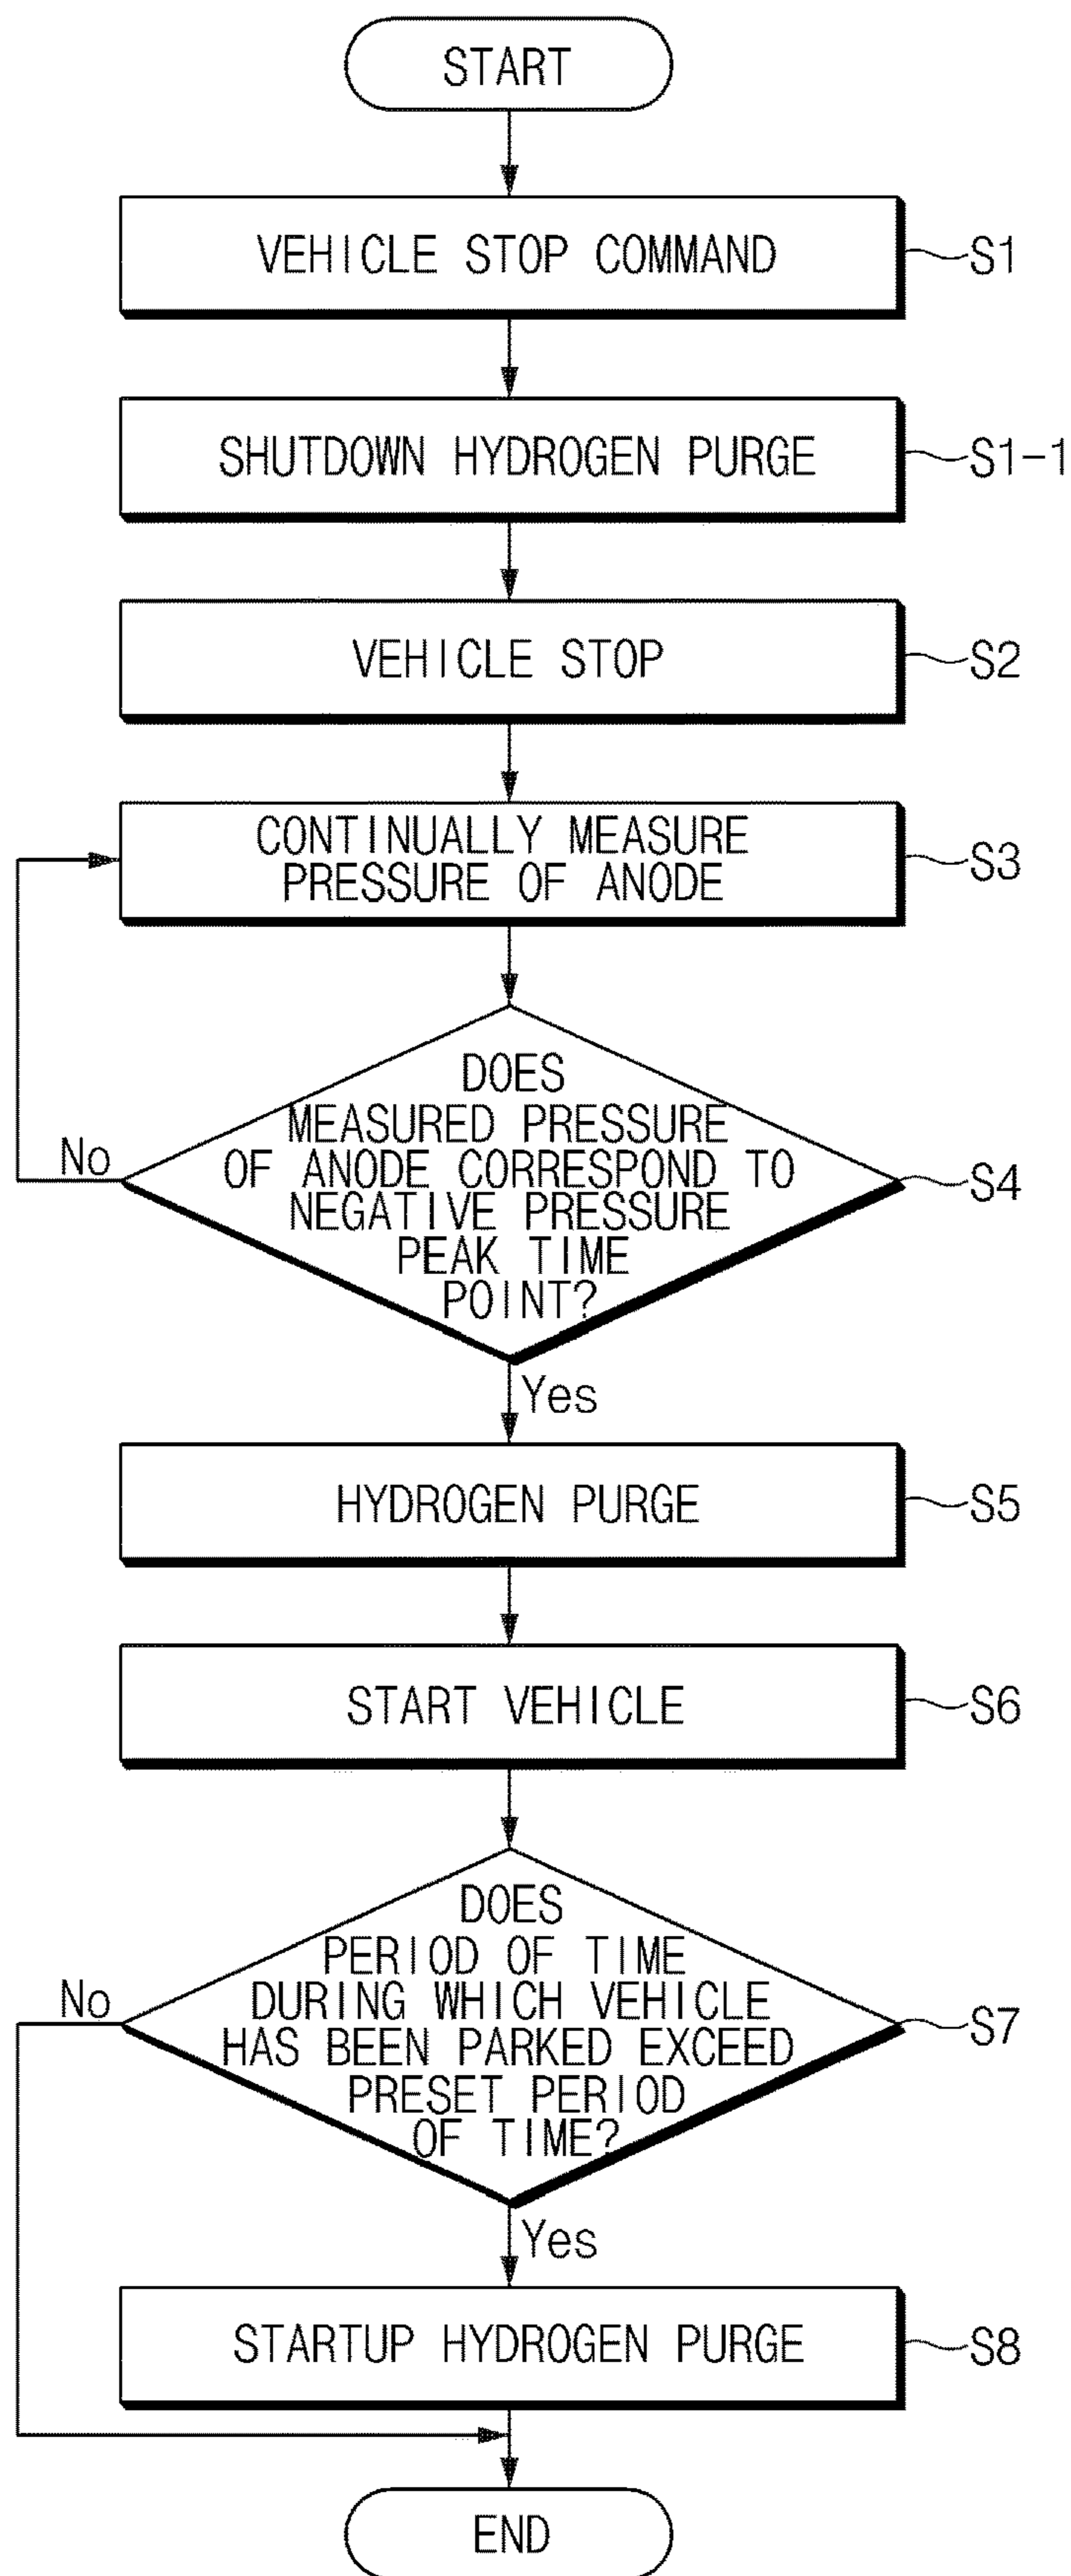 START
VEHICLE STOP COMMAND
S1
SHUTDOWN HYDROGEN PURGE
S1-1
VEHICLE STOP
S2
CONTINUALLY MEASURE
PRESSURE OF ANODE
S3
DOES
MEASURED PRESSURE
OF ANODE CORRESPOND TO
NEGATIVE PRESSURE
PEAK TIME
POINT?
No
S4
Yes
HYDROGEN PURGE
S5
START VEHICLE
S6
DOES
PERIOD OF TIME
DURING WHICH VEHICLE
HAS BEEN PARKED EXCEED
PRESET PERIOD
OF TIME?
No
S7
Yes
STARTUP HYDROGEN PURGE
S8
END